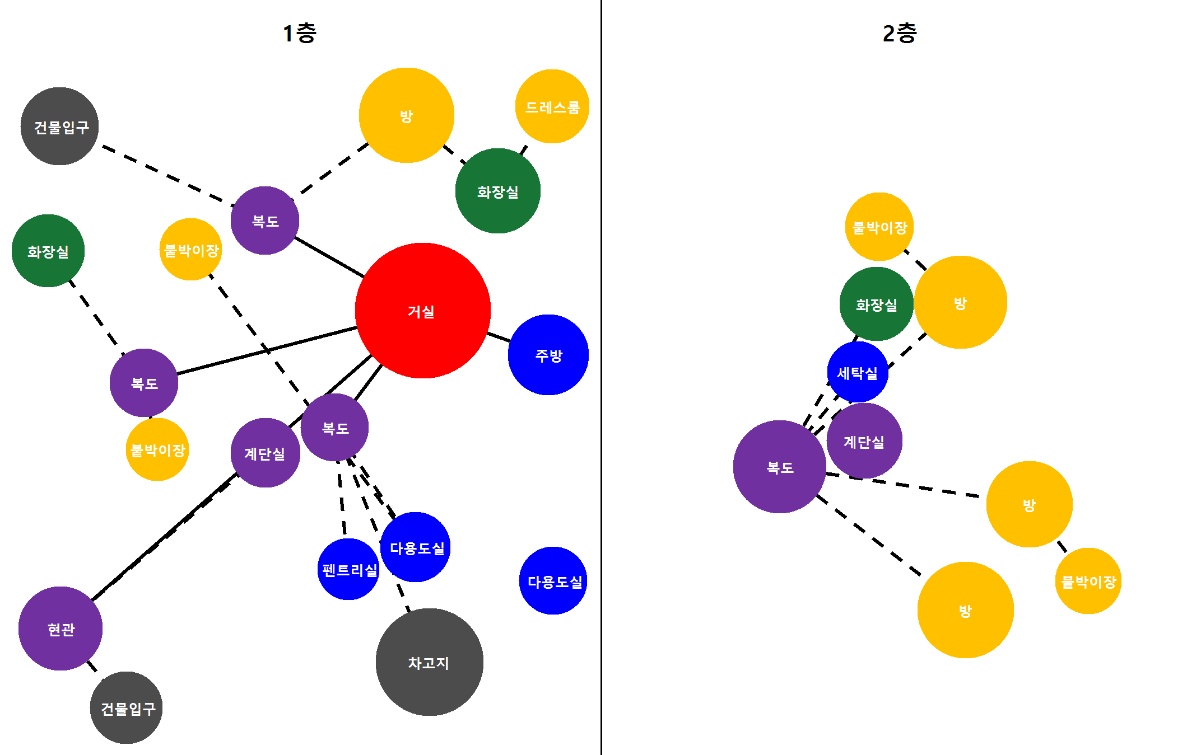 1층
건물입구
방
드레스룸
화장실
복도
화장실
붙박이장
거실
주방
복도
붙박이장
계단실
복도
펜트리실
다용도실
다용도실
현관
차고지
건물입구
2층
붙박이장
화장실
방
세탁실
계단실
복도
방
붙박이장
방